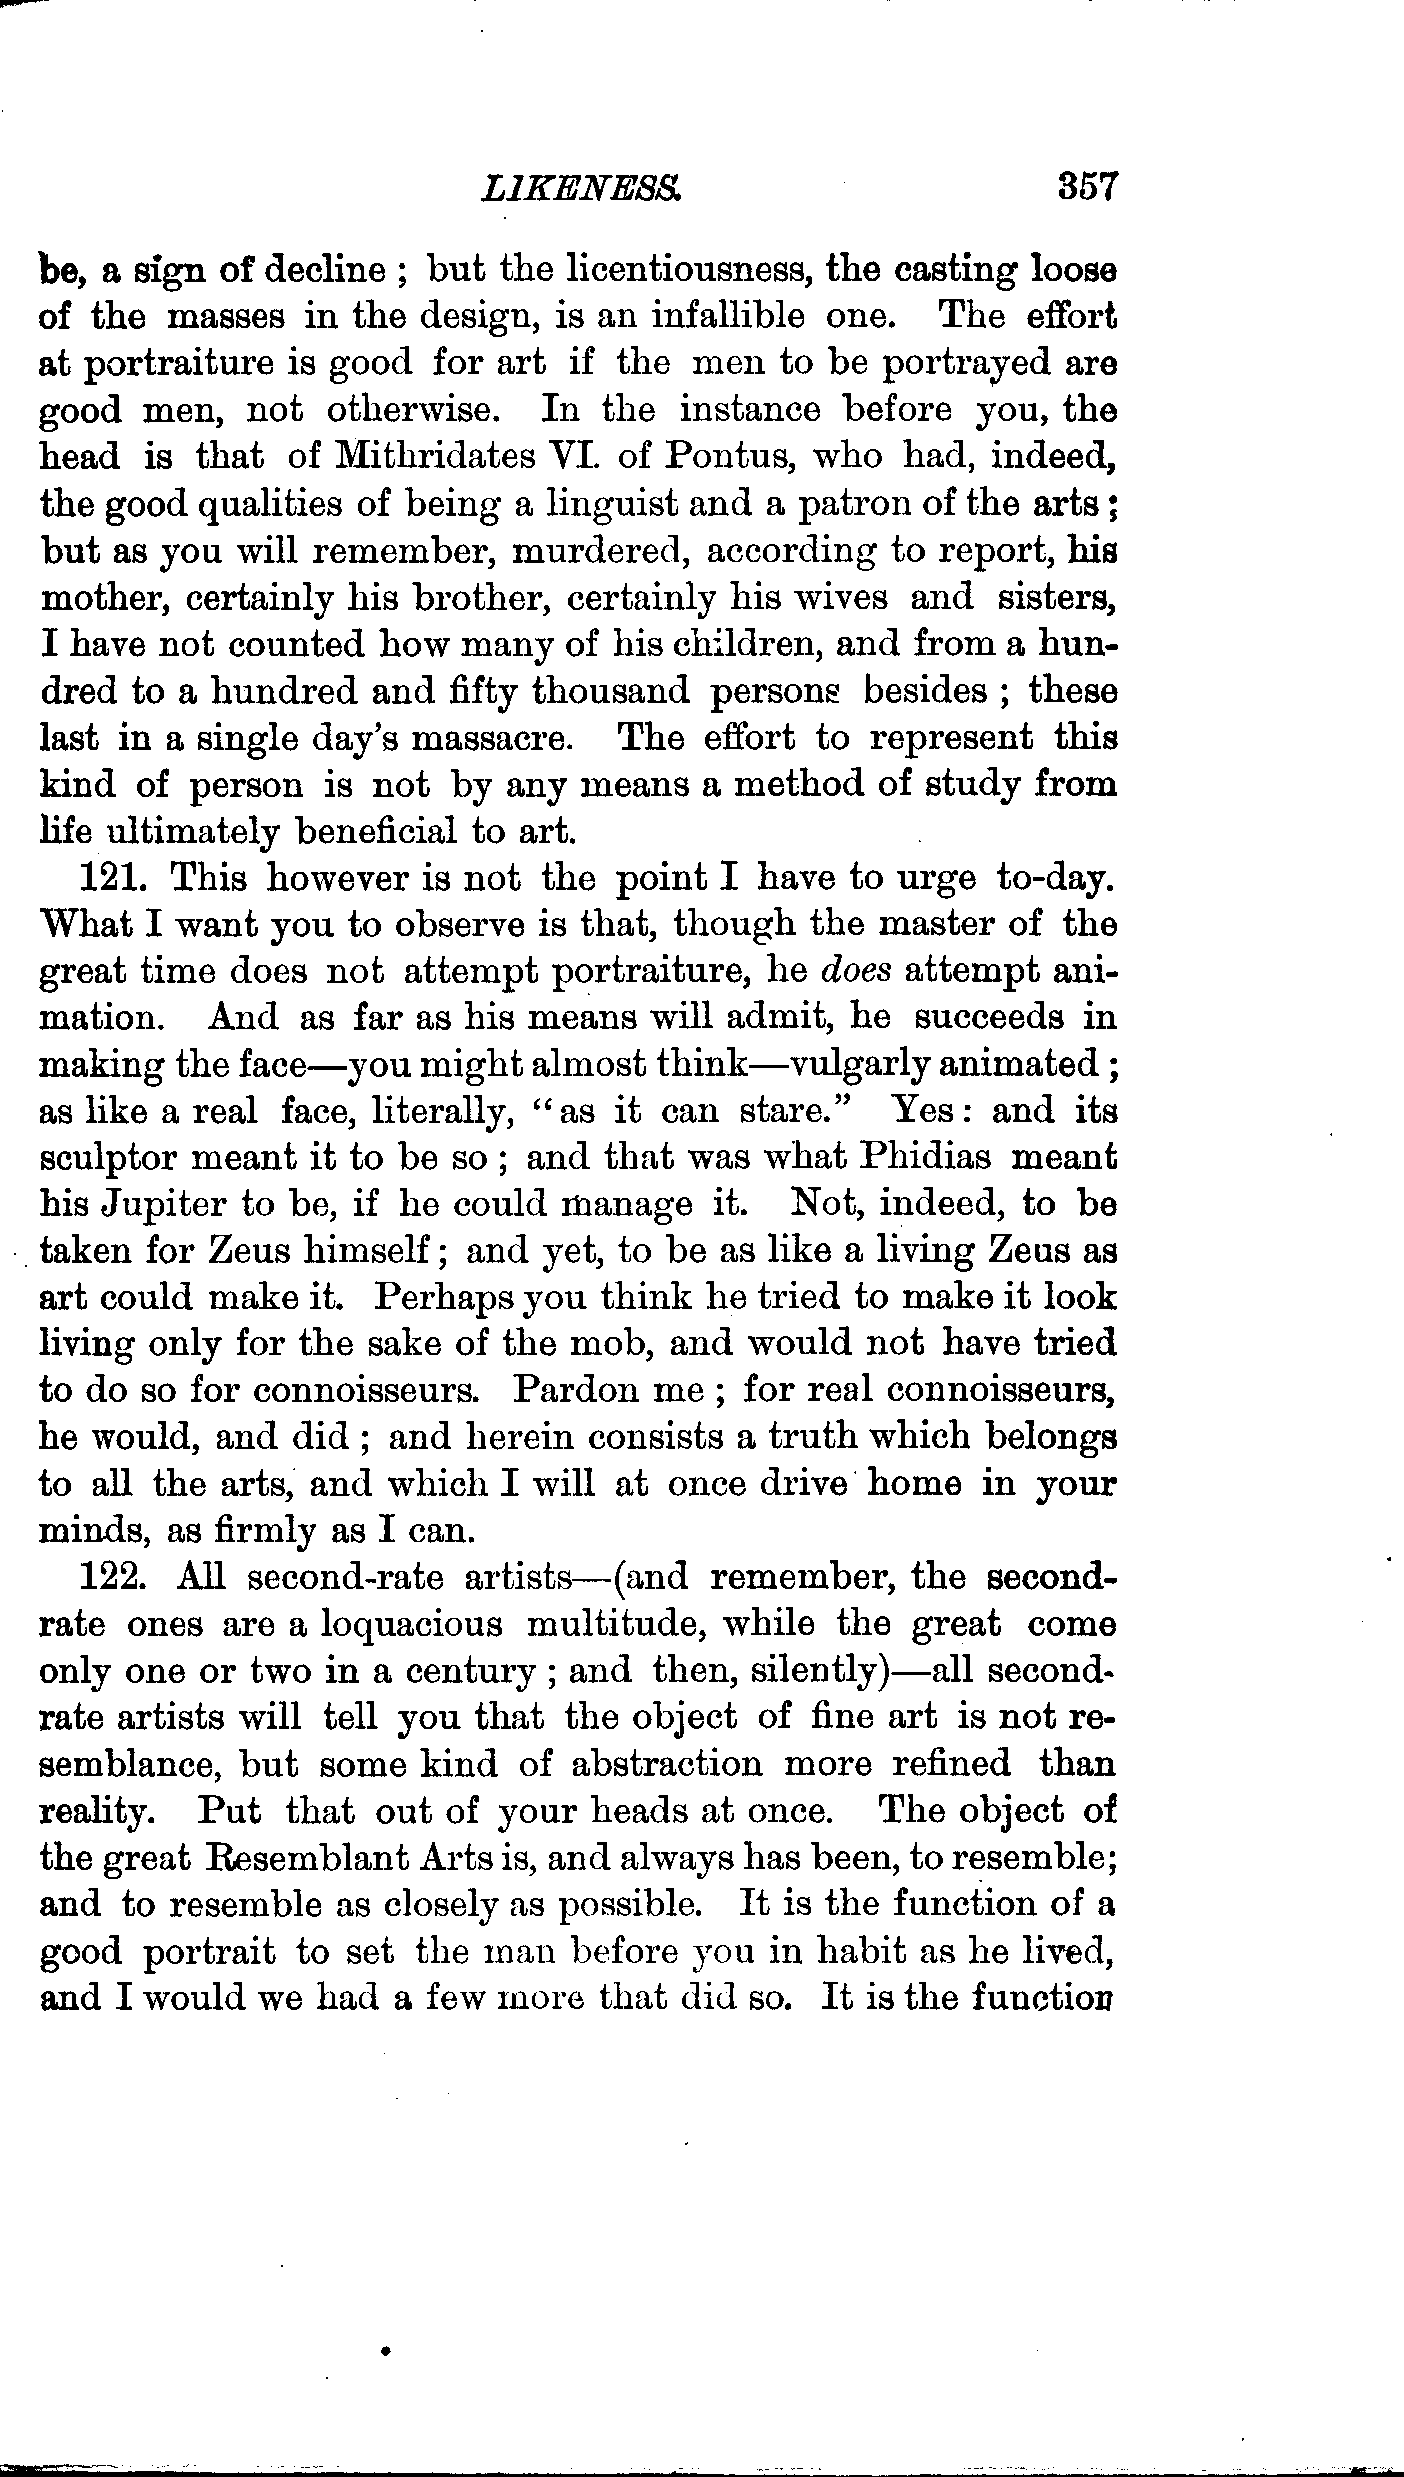 LIKENESS. 357
be, a sign of decline ; but the licentiousness, the casting loose
of the masses in the design, is an infallible one. The effort
at portraiture is good for art if the men to be portrayed are
good men, not otherwise. In the instance before you, the
head is that of Mithridates VI. of Pontus, who had, indeed,
the good qualities of being a linguist and a patron of the arts ;
but as you will remember, murdered, according to report, his
mother, certainly his brother, certainly his wives and sisters,
I have not counted how many of his children, and from a hun-
dred to a hundred and fifty thousand persons besides ; these
last in a single day's massacre. The effort to represent this
kind of person is not by any means a method of study from
life ultimately beneficial to art.
121. This however is not the point I have to urge to-day.
What I want you to observe is that, though the master of the
great time does not attempt portraiture, he does attempt ani-
mation. And as far as his means will admit, he succeeds in
making the face—you might almost think—vulgarly animated ;
as like a real face, literally, “as it can stare.” Yes : and its
sculptor meant it to be so ; and that was what Phidias meant
his Jupiter to be, if he could manage it. Not, indeed, to be
taken for Zeus himself ; and yet, to be as like a living Zeus as
art could make it. Perhaps you think he tried to make it look
living only for the sake of the mob, and would not have tried
to do so for connoisseurs. Pardon me ; for real connoisseurs,
he would, and did ; and herein consists a truth which belongs
to all the arts, and which I will at once drive home in your
minds, as firmly as I can.
122. All second-rate artists—(and remember, the second-
rate ones are a loquacious multitude, while the great come
only one or two in a century ; and then, silently)—all second-
rate artists will tell you that the object of fine art is not re-
semblance, but some kind of abstraction more refined than
reality. Put that out of your heads at once. The object of
the great Resemblant Arts is, and always has been, to resemble;
and to resemble as closely as possible. It is the function of a
good portrait to set the man before you in habit as he lived,
and I would we had a few more that did so. It is the function